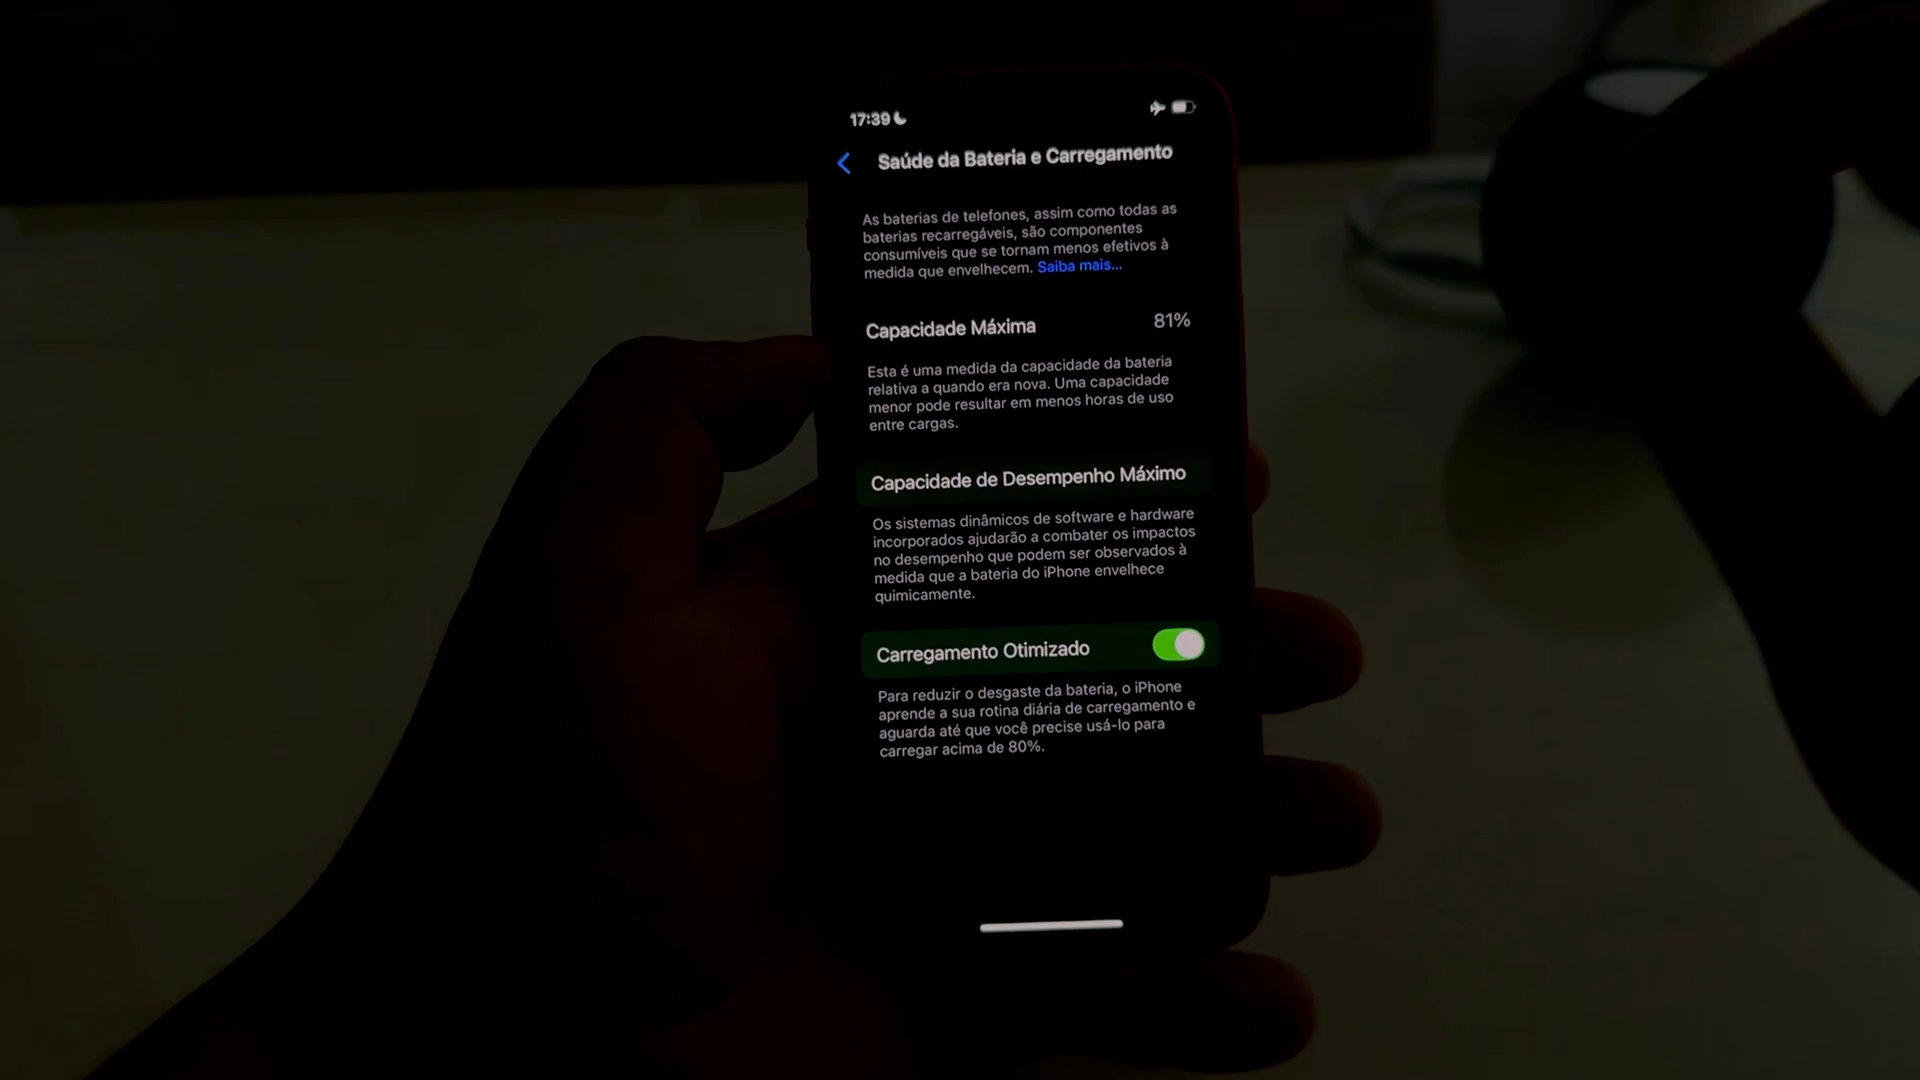 17:39
Saúde da Bateria e Carregamento
As baterias de telefones, assim como todas as
baterias recarregáveis, são componentes
consumíveis que se tornam menos efetivos à
medida que envelhecem. Saiba mais...
Capacidade Máxima 81%
Esta é uma medida da capacidade da bateria
relativa a quando era nova. Uma capacidade
menor pode resultar em menos horas de uso
entre cargas.
Capacidade de Desempenho Máximo
Os sistemas dinâmicos de software e hardware
incorporados ajudarão a combater os impactos
no desempenho que podem ser observados à
medida que a bateria do iPhone envelhece
quimicamente.
Carregamento Otimizado
Para reduzir o desgaste da bateria, o iPhone
aprende a sua rotina diária de carregamento e
aguarda até que você precise usá-lo para
carregar acima de 80%.